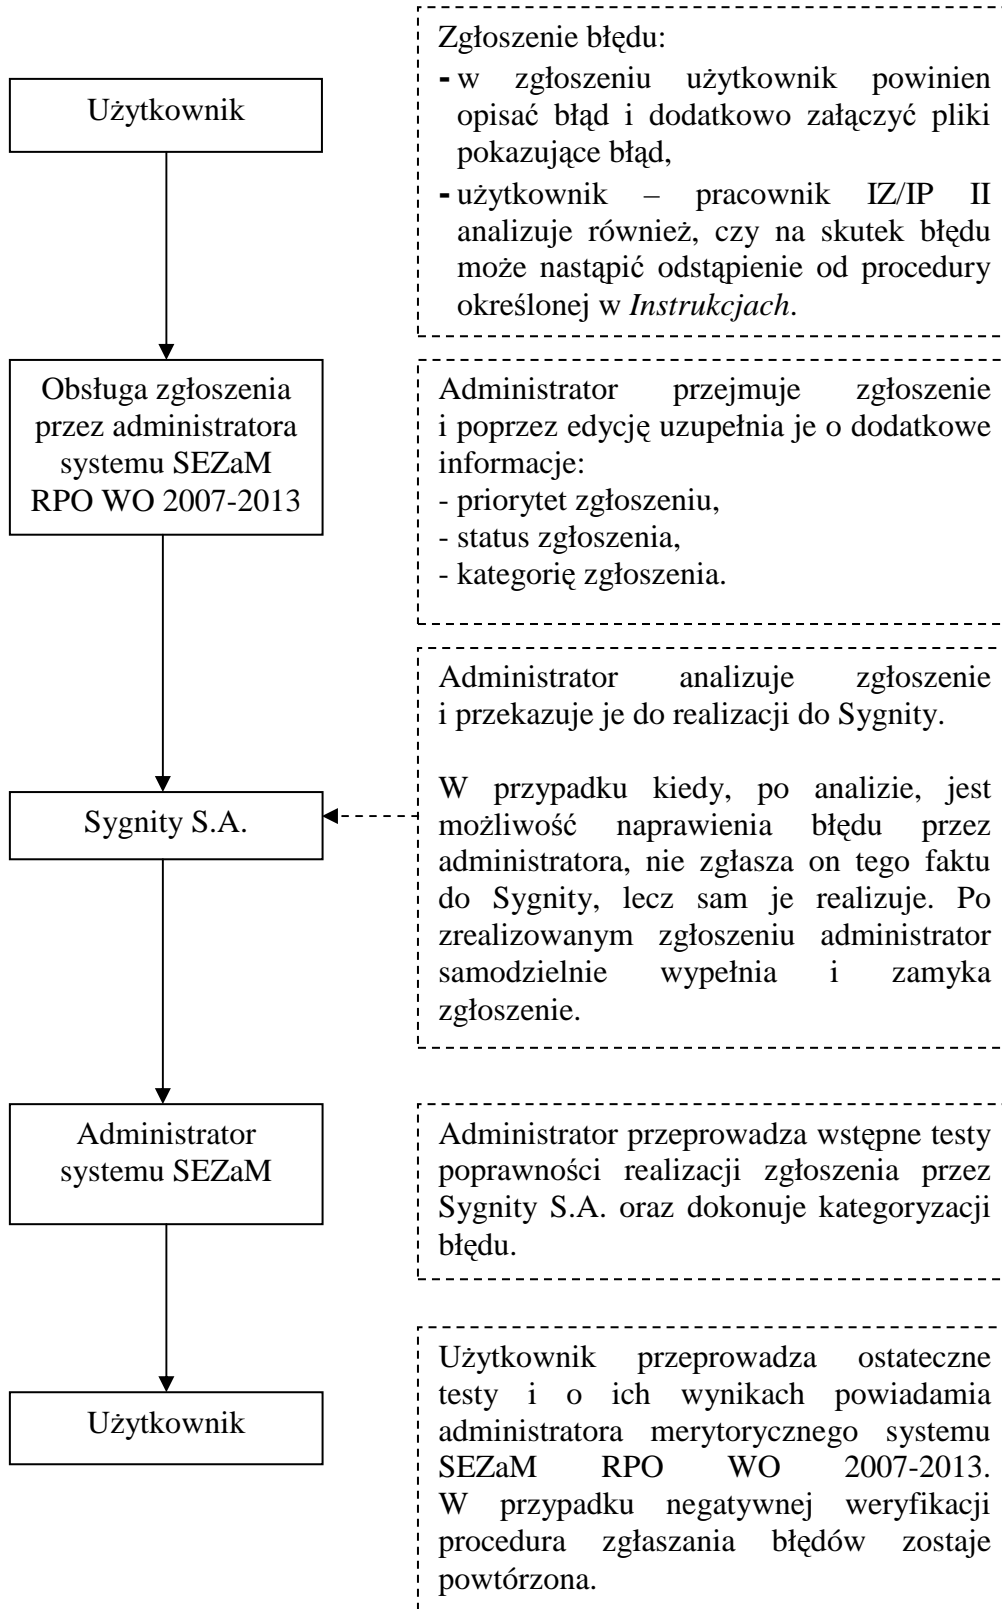 Zgłoszenie błędu:
- w zgłoszeniu użytkownik powinien
opisać błąd i dodatkowo załączyć pliki
pokazujące błąd,
- użytkownik – pracownik IZ/IP II
analizuje również, czy na skutek błędu
może nastąpić odstąpienie od procedury
określonej w Instrukcjach.
Użytkownik
Obsługa zgłoszenia
przez administratora
systemu SEZaM
RPO WO 2007-2013
Administrator przejmuje zgłoszenie
i poprzez edycję uzupełnia je o dodatkowe
informacje:
- priorytet zgłoszeniu,
- status zgłoszenia,
- kategorię zgłoszenia.
Administrator analizuje zgłoszenie
i przekazuje je do realizacji do Sygnity.
W przypadku kiedy, po analizie, jest
możliwość naprawienia błędu przez
administratora, nie zgłasza on tego faktu
do Sygnity, lecz sam je realizuje. Po
zrealizowanym zgłoszeniu administrator
samodzielnie wypełnia i zamyka
zgłoszenie.
Sygnity S.A.
Administrator
systemu SEZaM
Administrator przeprowadza wstępne testy
poprawności realizacji zgłoszenia przez
Sygnity S.A. oraz dokonuje kategoryzacji
błędu.
Użytkownik przeprowadza ostateczne
testy i o ich wynikach powiadamia
administratora merytorycznego systemu
SEZaM RPO WO 2007-2013.
W przypadku negatywnej weryfikacji
procedura zgłaszania błędów zostaje
powtórzona.
Użytkownik